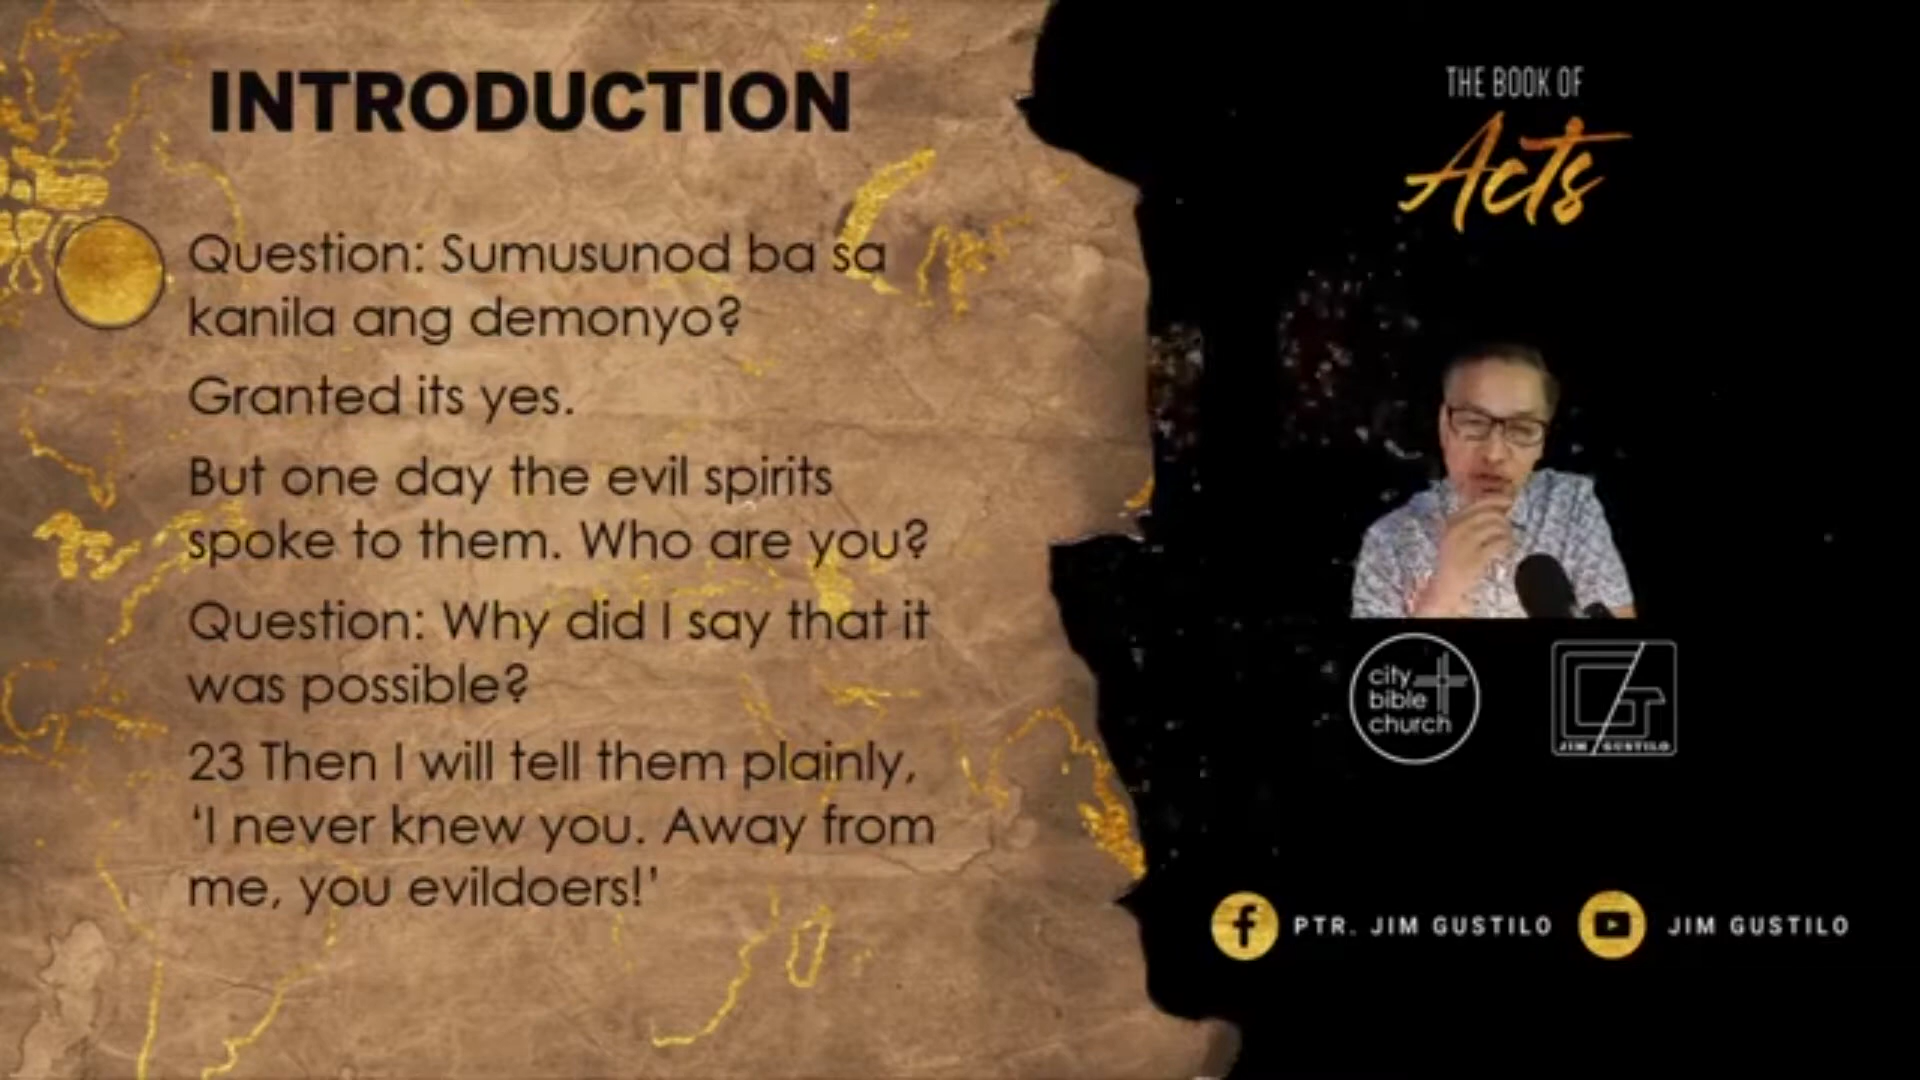 INTRODUCTION
Question: Sumusunod ba sa
kanila ang demonyo?
Granted its yes.
But one day the evil spirits
spoke to them. Who are you?
Question: Why did I say that it
was possible?
23 Then I will tell them plainly,
‘I never knew you. Away from
me, you evildoers!’
THE BOOK OF
Acts
city
bible
church
JIM GUSTILO
PTR. JIM GUSTILO
JIM GUSTILO